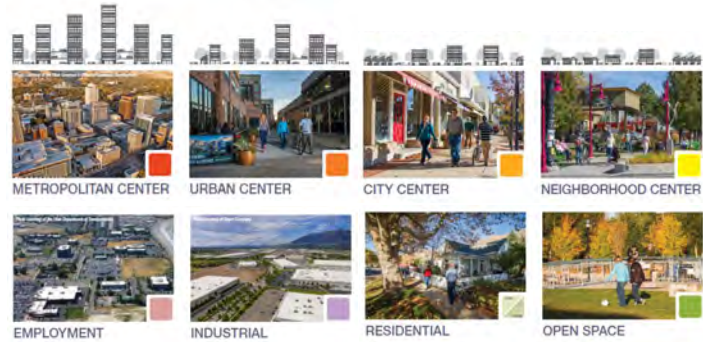 METROPOLITAN CENTER
URBAN CENTER
CITY CENTER
NEIGHBORHOOD CENTER
EMPLOYMENT
INDUSTRIAL
RESIDENTIAL
OPEN SPACE